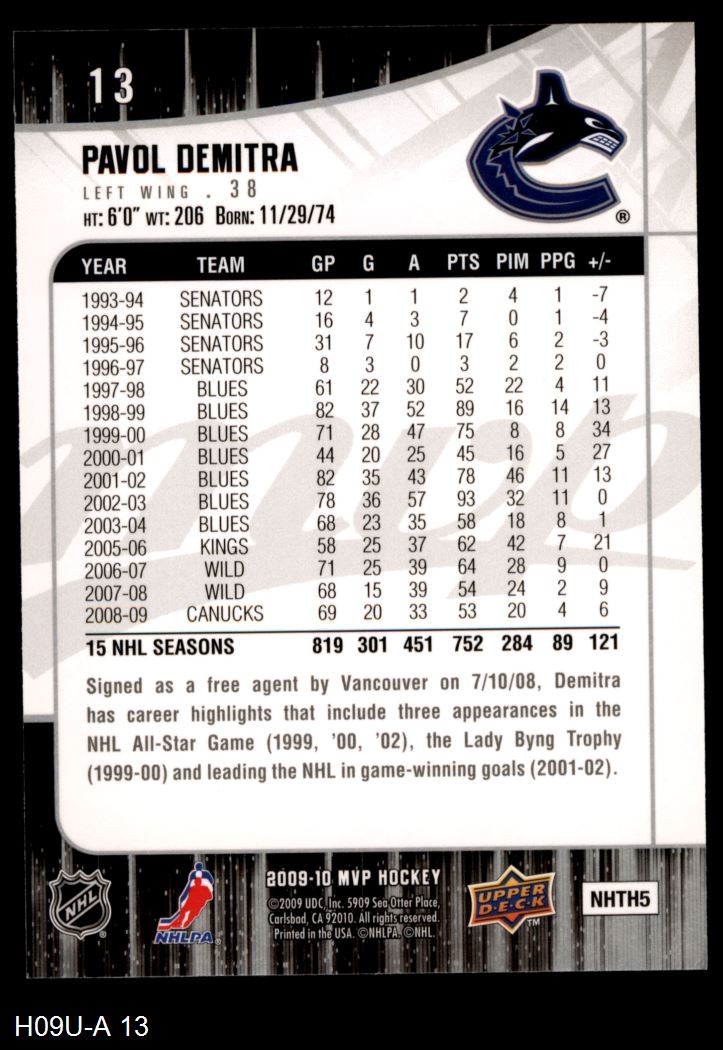 13
PAVOL DEMITRA
LEFT WING . 38
HT: 6'0" WT: 206 BORN: 11/29/74
®
YEAR TEAM GP G A PTS PIM PPG +/-
1993-94 SENATORS 12 1 1 2 4 1 -7
1994-95 SENATORS 16 4 3 7 0 1 -4
1995-96 SENATORS 31 7 10 17 6 2 -3
1996-97 SENATORS 8 3 0 3 2 2 0
1997-98 BLUES 61 22 30 52 22 4 11
1998-99 BLUES 82 37 52 89 16 14 13
1999-00 BLUES 71 28 47 75 8 8 34
2000-01 BLUES 44 20 25 45 16 5 27
2001-02 BLUES 82 35 43 78 46 11 13
2002-03 BLUES 78 36 57 93 32 11 0
2003-04 BLUES 68 23 35 58 18 8 1
2005-06 KINGS 58 25 37 62 42 7 21
2006-07 WILD 71 25 39 64 28 9 0
2007-08 WILD 68 15 39 54 24 2 9
2008-09 CANUCKS 69 20 33 53 20 4 6
15 NHL SEASONS 819 301 451 752 284 89 121
mvp
Signed as a free agent by Vancouver on 7/10/08, Demitra
has career highlights that include three appearances in the
NHL All-Star Game (1999, '00, '02), the Lady Byng Trophy
(1999-00) and leading the NHL in game-winning goals (2001-02).
NHL
NHLPA
2009-10 MVP HOCKEY
©2009 UDC, Inc. 5909 Sea Otter Place,
Carlsbad, CA 92010. All rights reserved.
Printed in the USA. ©NHLPA. ©NHL.
UPPER
D·E·C·K
TM
NHTH5
H09U-A 13